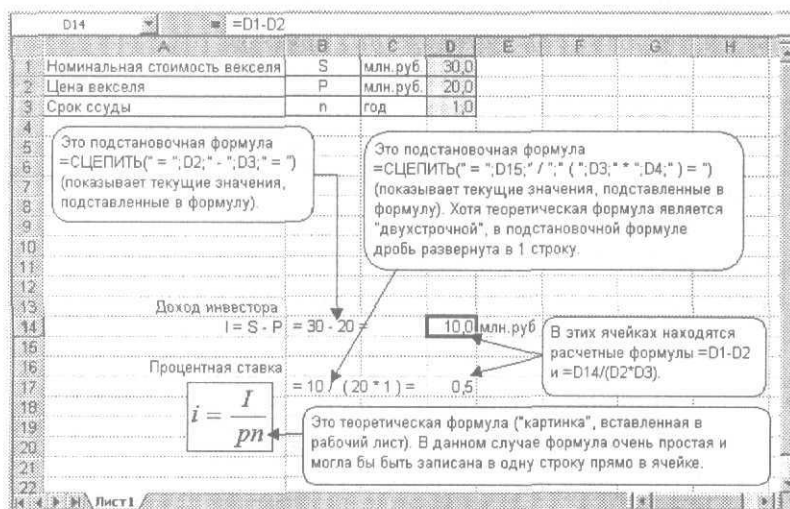 D14 = =D1-D2
A B C D E F G H
1 Номинальная стоимость векселя S млн.руб 30,0
2 Цена векселя P млн.руб. 20,0
3 Срок ссуды n год 1,0
4
5
6
7
8
9
10
11
12
13
14
15
16
17
18
19
20
21
22
Это подстановочная формула
=СЦЕПИТЬ(" = ";D2;" - ";D3;" = ")
(показывает текущие значения,
подставленные в формулу).
Это подстановочная формула
=СЦЕПИТЬ(" = ";D15;" / ";" ( ";D3;" * ";D4;" ) = ")
(показывает текущие значения, подставленные в
формулу). Хотя теоретическая формула является
"двухстрочной", в подстановочной формуле
дробь развернута в 1 строку.
Доход инвестора
I = S - P = 30 - 20 = 10,0 млн.руб
В этих ячейках находятся
расчетные формулы =D1-D2
и =D14/(D2*D3).
Процентная ставка
= 10 / ( 20 * 1 ) = 0,5
i = I
pn
Это теоретическая формула ("картинка", вставленная в
рабочий лист). В данном случае формула очень простая и
могла бы быть записана в одну строку прямо в ячейке.
Лист1